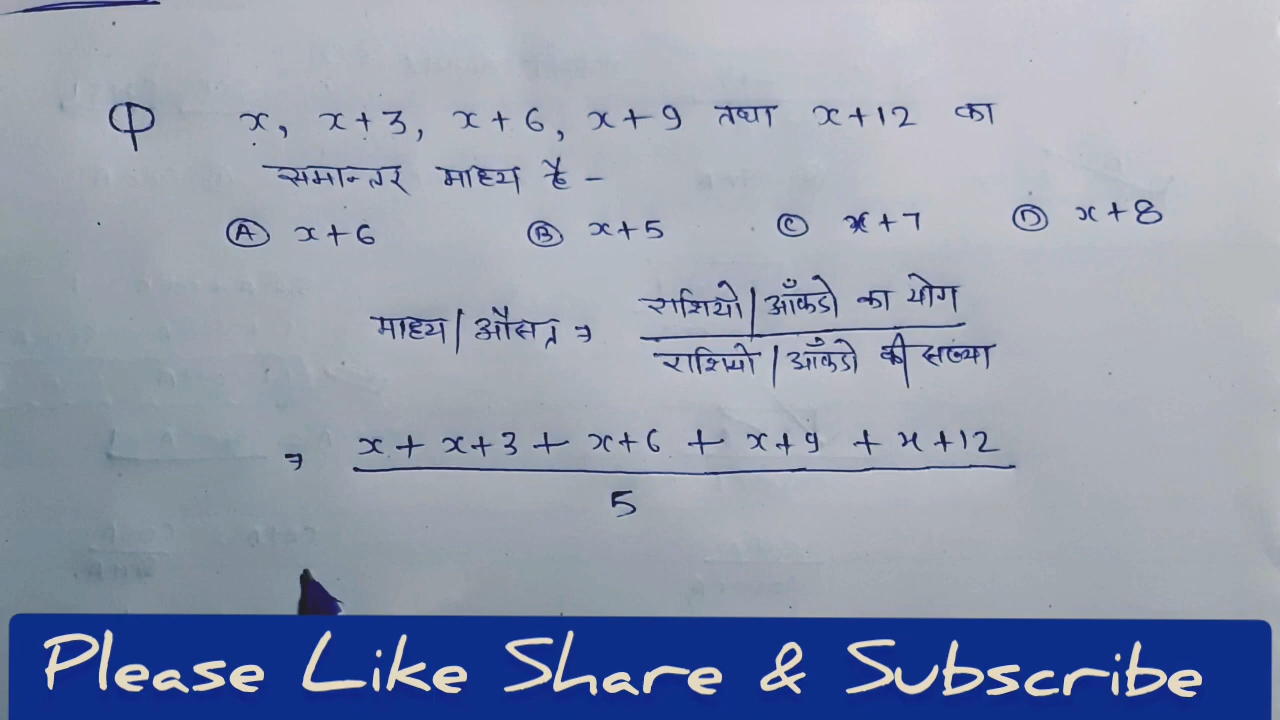 Q x, x+3, x+6, x+9 तथा x+12 का
समान्तर माध्य है -
Ⓐ x+6 Ⓑ x+5 Ⓒ x+7 Ⓓ x+8
माध्य | औसत ⇒ राशियो | आँकडो का योग
राशियो | आँकडो की संख्या
⇒ x + x+3 + x+6 + x+9 + x+12
5
Please Like Share & Subscribe